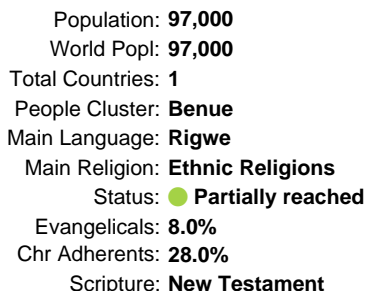 Population: 97,000
World Popl: 97,000
Total Countries: 1
People Cluster: Benue
Main Language: Rigwe
Main Religion: Ethnic Religions
Status: Partially reached
Evangelicals: 8.0%
Chr Adherents: 28.0%
Scripture: New Testament